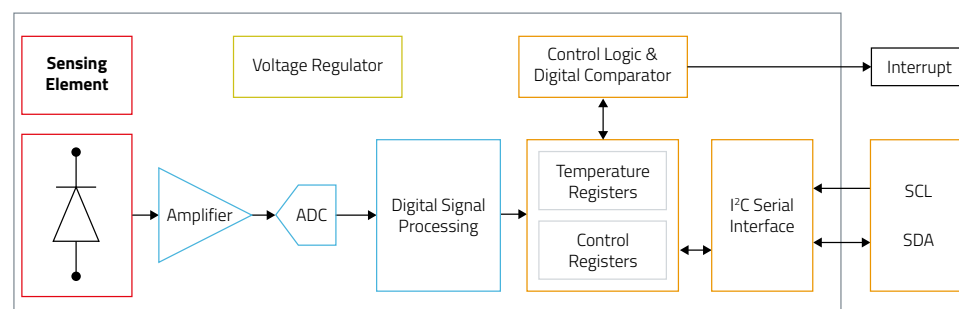 Sensing
Element
Voltage Regulator
Control Logic &
Digital Comparator
Interrupt
Amplifier
ADC
Digital Signal
Processing
Temperature
Registers
Control
Registers
I²C Serial
Interface
SCL
SDA